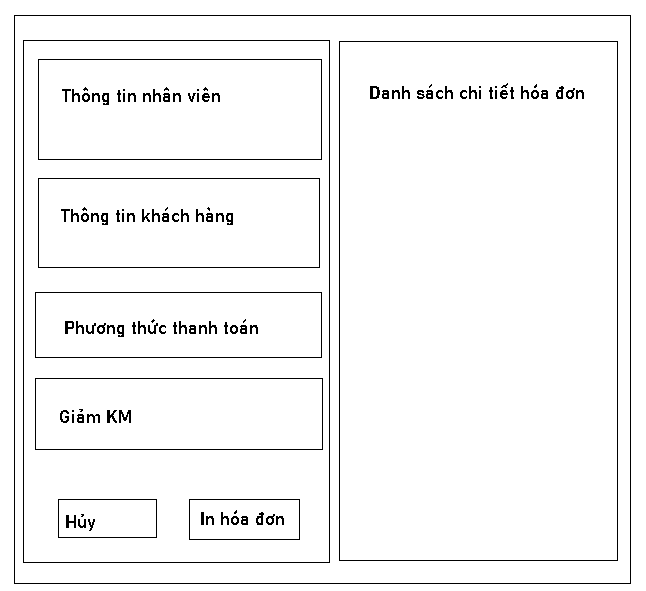 Thông tin nhân viên
Thông tin khách hàng
Phương thức thanh toán
Giảm KM
Hủy
In hóa đơn
Danh sách chi tiết hóa đơn